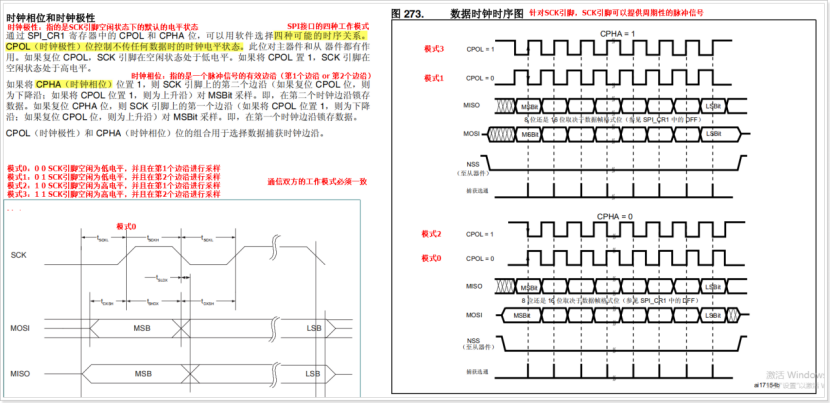 时钟相位和时钟极性
时钟极性：指的是SCK引脚空闲状态下的默认的电平状态。
SPI接口的四种工作模式
通过 SPI_CR1 寄存器中的 CPOL 和 CPHA 位，可以用软件选择四种可能的时序关系。
CPOL（时钟极性）位控制不传任何数据时的时钟电平状态。此位对主器件和从 器件都有作
用。如果复位 CPOL，SCK 引脚在空闲状态处于低电平。如果将 CPOL 置 1，SCK 引脚在
空闲状态处于高电平。
时钟相位：指的是一个脉冲信号的有效边沿（第1个边沿 or 第2个边沿）
如果将 CPHA（时钟相位）位置 1，则 SCK 引脚上的第二个边沿（如果复位 CPOL 位，则
为下降沿；如果将 CPOL 位置 1，则为上升沿）对 MSBit 采样。即，在第二个时钟边沿锁存
数据。如果复位 CPHA 位，则 SCK 引脚上的第一个边沿（如果将 CPOL 位置 1，则为下降
沿；如果复位 CPOL 位，则为上升沿）对 MSBit 采样。即，在第一个时钟边沿锁存数据。
CPOL（时钟极性）和 CPHA（时钟相位）位的组合用于选择数据捕获时钟边沿。
模式0，0 0 SCK引脚空闲为低电平，并且在第1个边沿进行采样
模式1，0 1 SCK引脚空闲为低电平，并且在第2个边沿进行采样
模式2，1 0 SCK引脚空闲为高电平，并且在第1个边沿进行采样
模式3，1 1 SCK引脚空闲为高电平，并且在第2个边沿进行采样
通信双方的工作模式必须一致
模式0
SCK
MOSI
MSB
LSB
MISO
MSB
LSB
图 273.
数据时钟时序图
针对SCK引脚，SCK引脚可以提供周期性的脉冲信号
CPHA = 1
模式3
CPOL = 1
模式1
CPOL = 0
MISO
MSBit
LSBit
8 位还是 16 位取决于数据帧格式位（参见 SPI_CR1 中的 DFF）
MOSI
MSBit
LSBit
NSS
（至从器件）
捕获选通
CPHA = 0
模式2
CPOL = 1
模式0
CPOL = 0
MISO
MSBit
LSBit
8 位还是 16 位取决于数据帧格式位（参见 SPI_CR1 中的 DFF）
MOSI
MSBit
LSBit
NSS
（至从器件）
捕获选通
激活 Windows
ai17154b